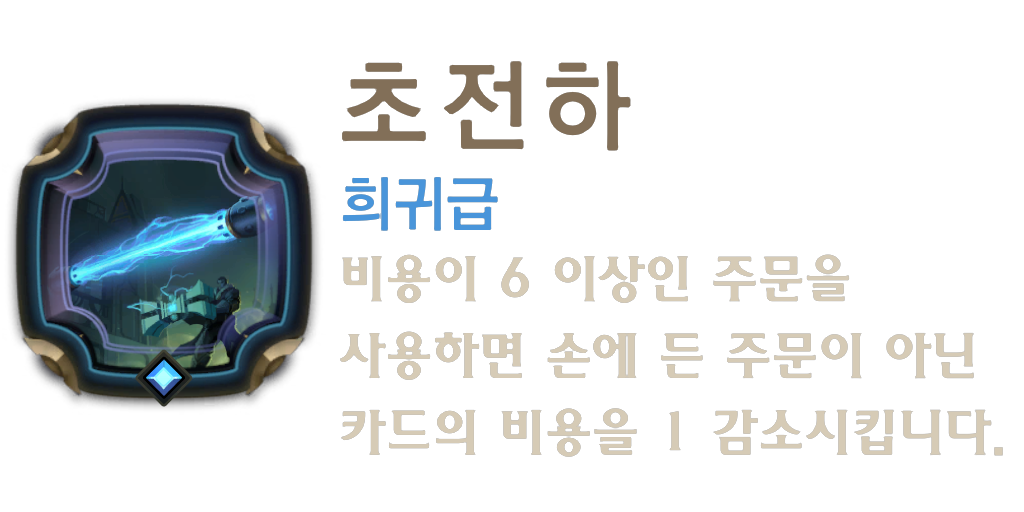 초전하
희귀급
비용이 6 이상인 주문을
사용하면 손에 든 주문이 아닌
카드의 비용을 1 감소시킵니다.